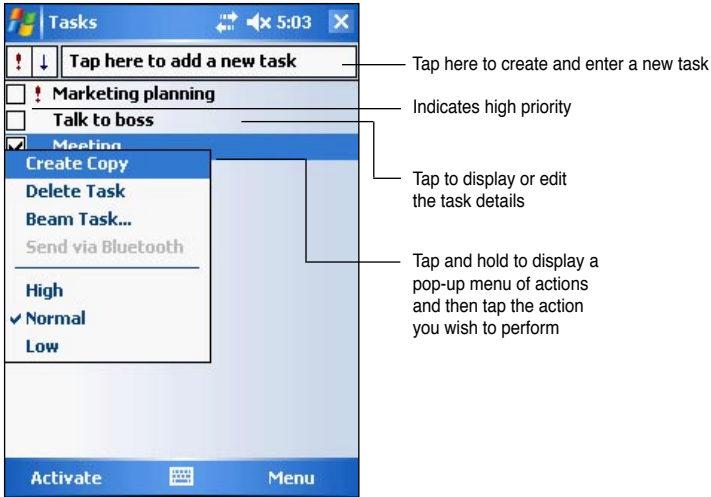 Tasks 5:03
! ↓ Tap here to add a new task
! Marketing planning
Talk to boss
Meeting
Create Copy
Delete Task
Beam Task...
Send via Bluetooth
High
Normal
Low
Activate Menu
Tap here to create and enter a new task
Indicates high priority
Tap to display or edit
the task details
Tap and hold to display a
pop-up menu of actions
and then tap the action
you wish to perform